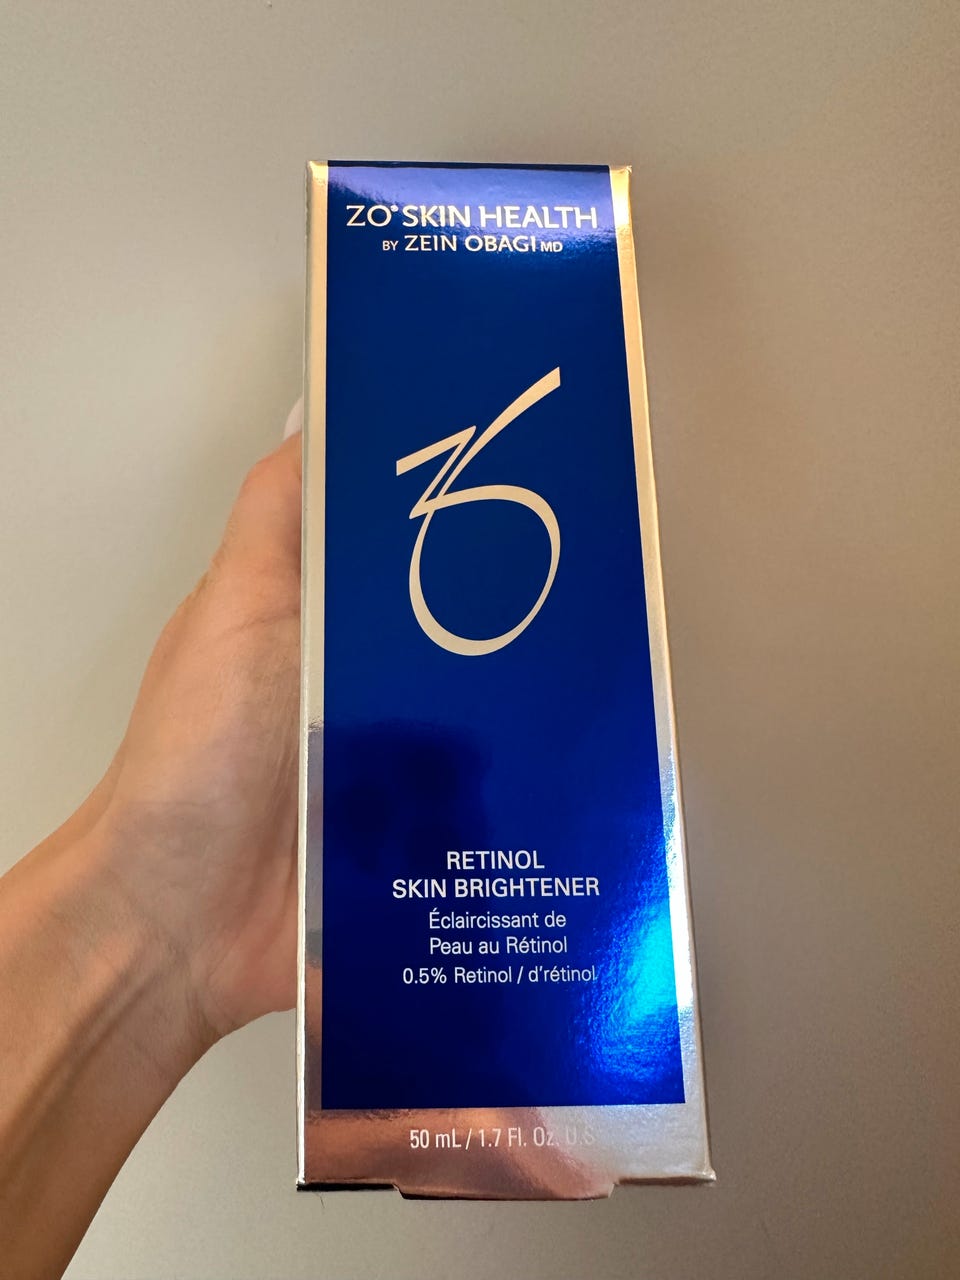 ZO® SKIN HEALTH
BY ZEIN OBAGI MD
ZO
RETINOL
SKIN BRIGHTENER
Éclaircissant de
Peau au Rétinol
0.5% Retinol / d'rétinol
50 mL / 1.7 Fl. Oz. U.S